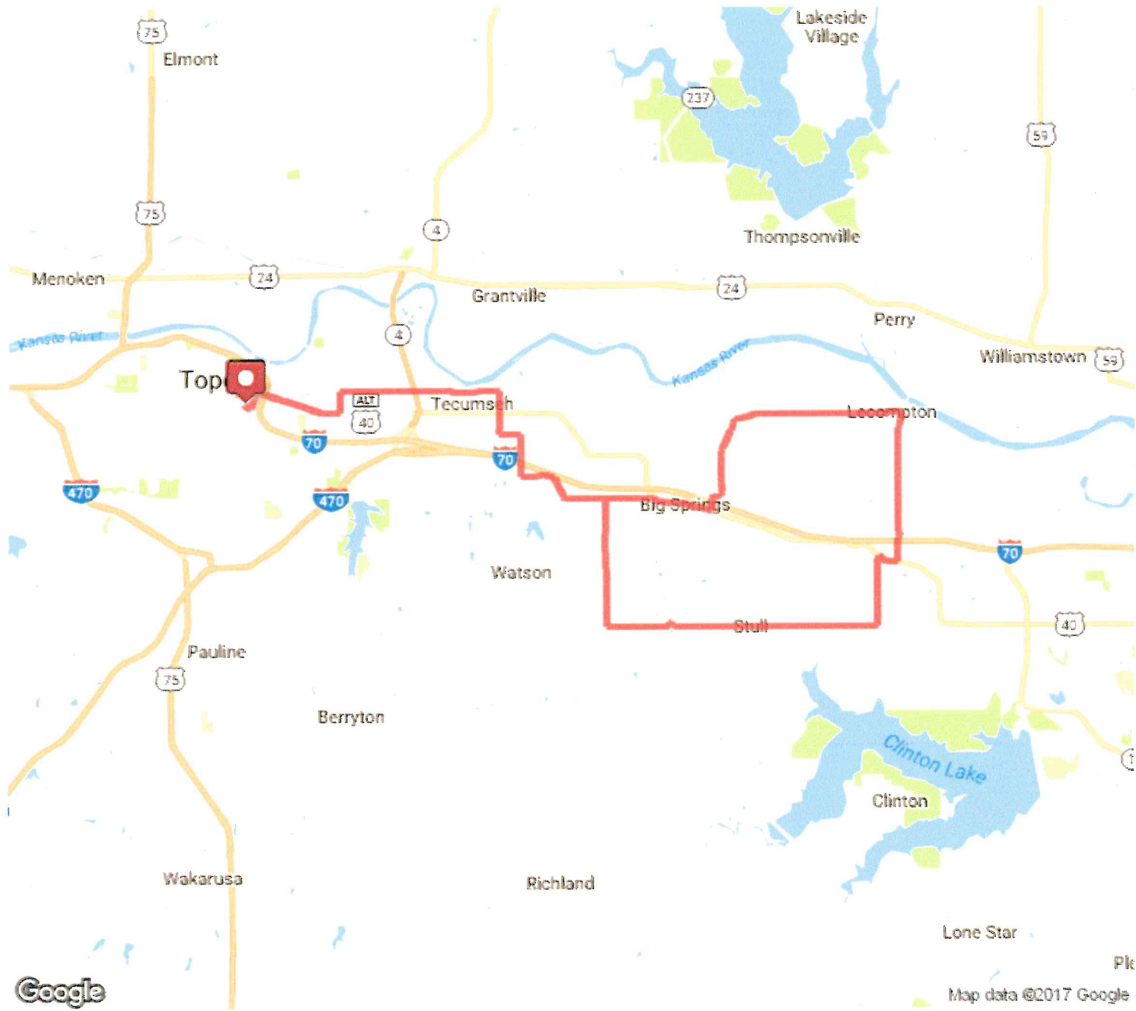 Lakeside
Village
75
Elmont
237
59
75
4
Thompsonville
Menoken
24
Grantville
24
Perry
Kansas River
4
Kansas River
Williamstown
59
Tecumseh
ALT
40
Lecompton
70
70
470
470
Big Springs
70
Watson
Stull
40
Pauline
75
Berryton
Clinton Lake
Clinton
Wakarusa
Richland
Lone Star
Google
Map data ©2017 Google